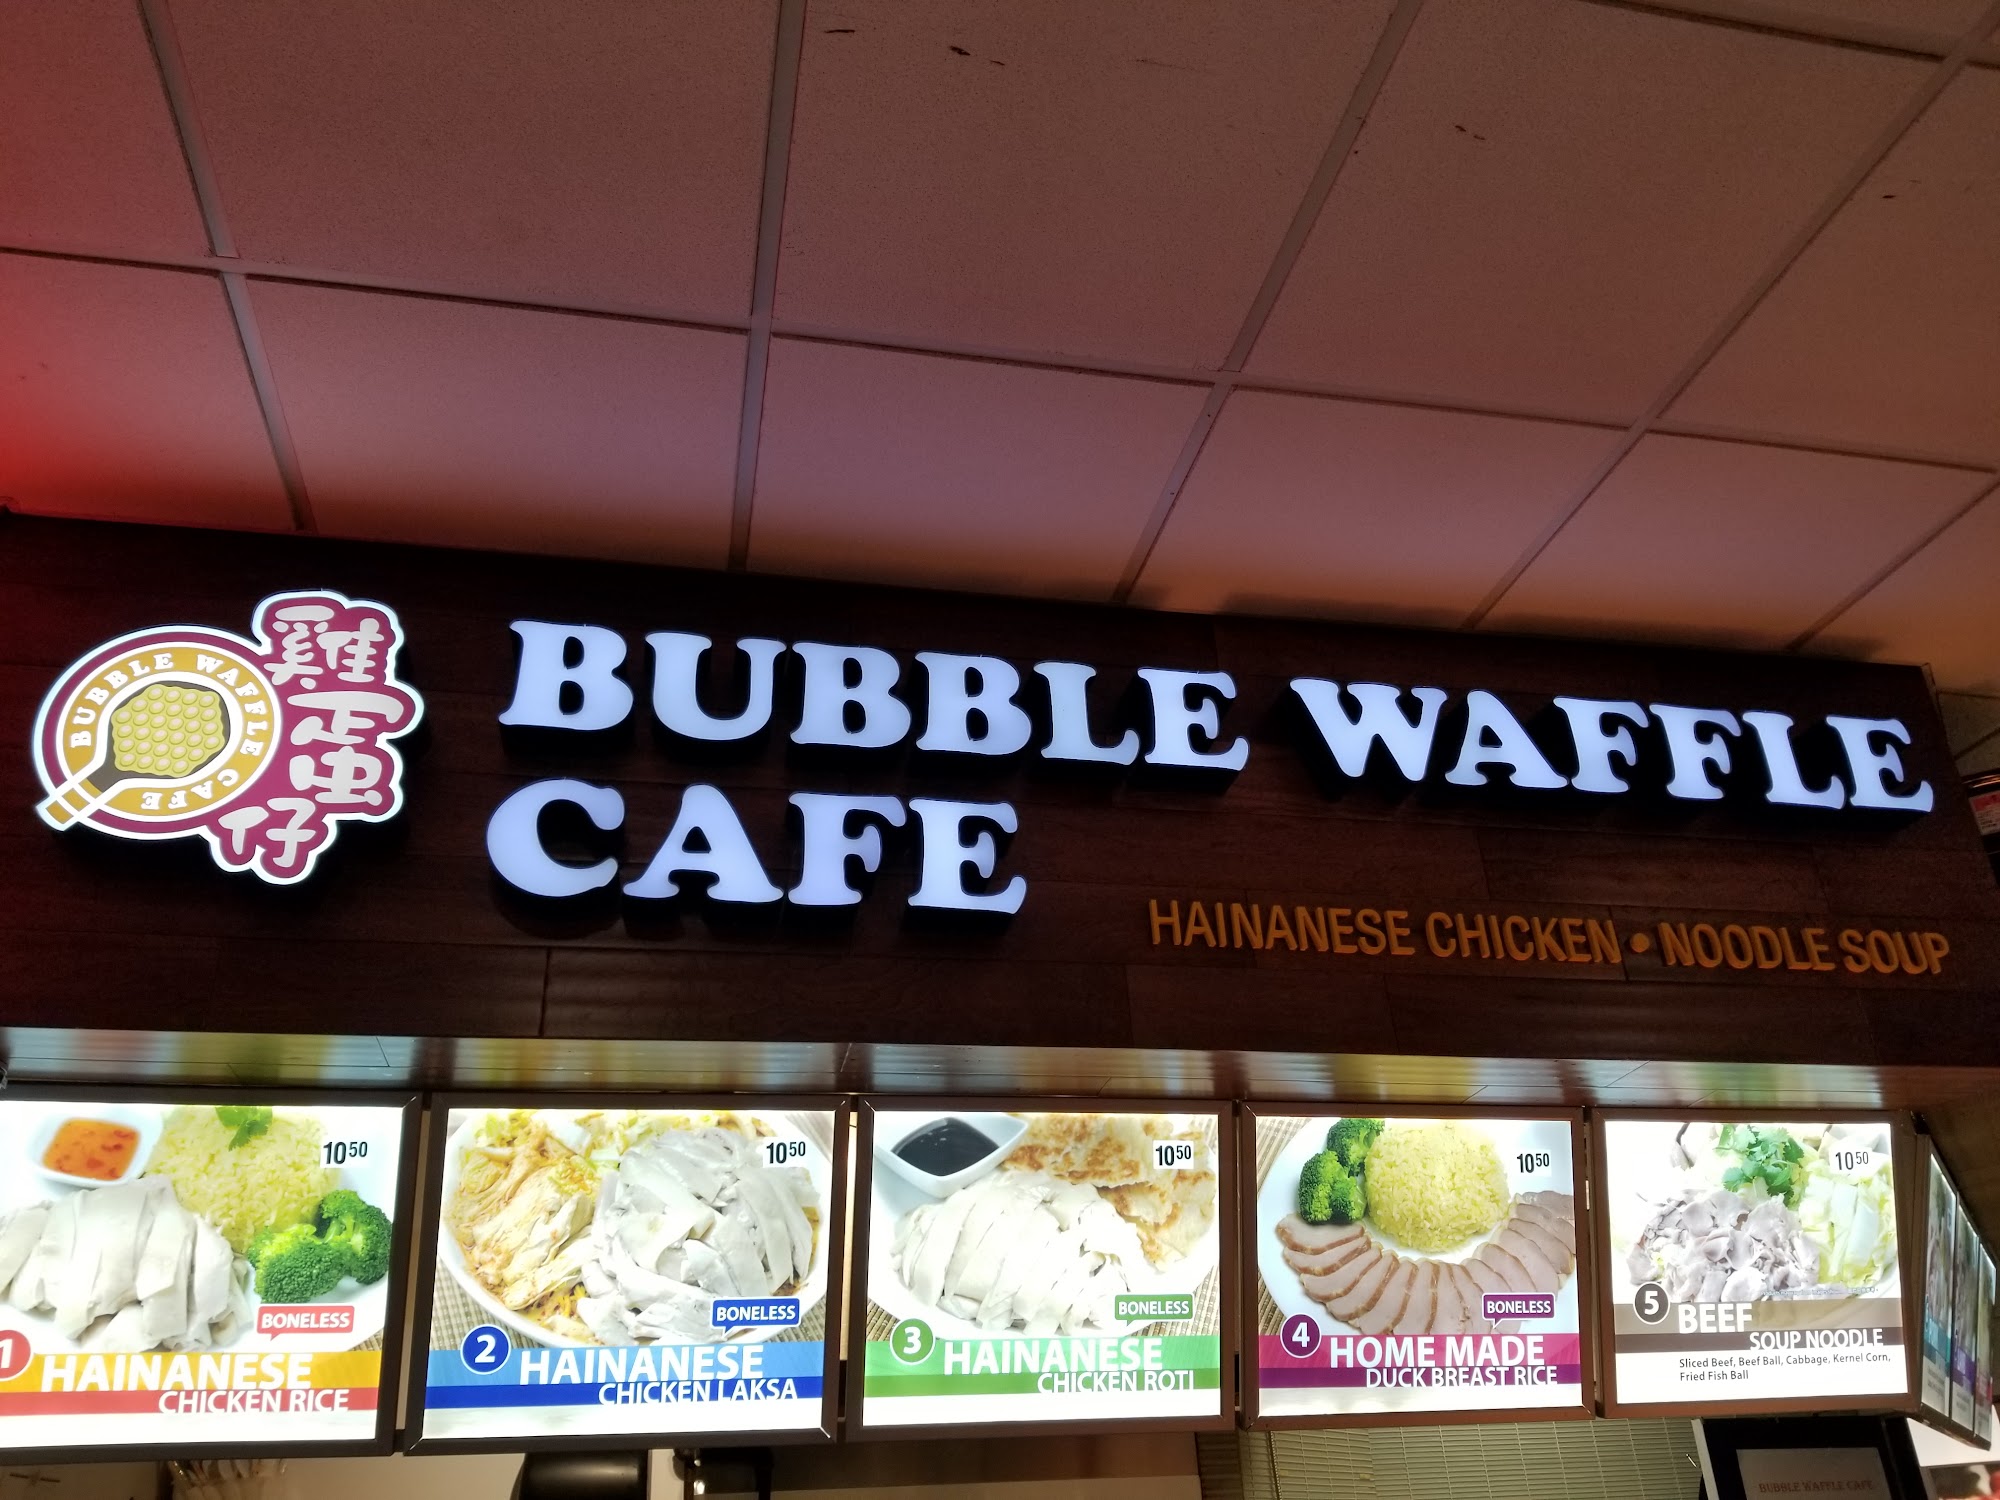 BUBBLE WAFFLE CAFE
雞蛋仔
BUBBLE WAFFLE
CAFE
HAINANESE CHICKEN • NOODLE SOUP
10 50
BONELESS
1 HAINANESE
CHICKEN RICE
10 50
BONELESS
2 HAINANESE
CHICKEN LAKSA
10 50
BONELESS
3 HAINANESE
CHICKEN ROTI
10 50
BONELESS
4 HOME MADE
DUCK BREAST RICE
10 50
5 BEEF
SOUP NOODLE
Sliced Beef, Beef Ball, Cabbage, Kernel Corn,
Fried Fish Ball
BUBBLE WAFFLE CAFE